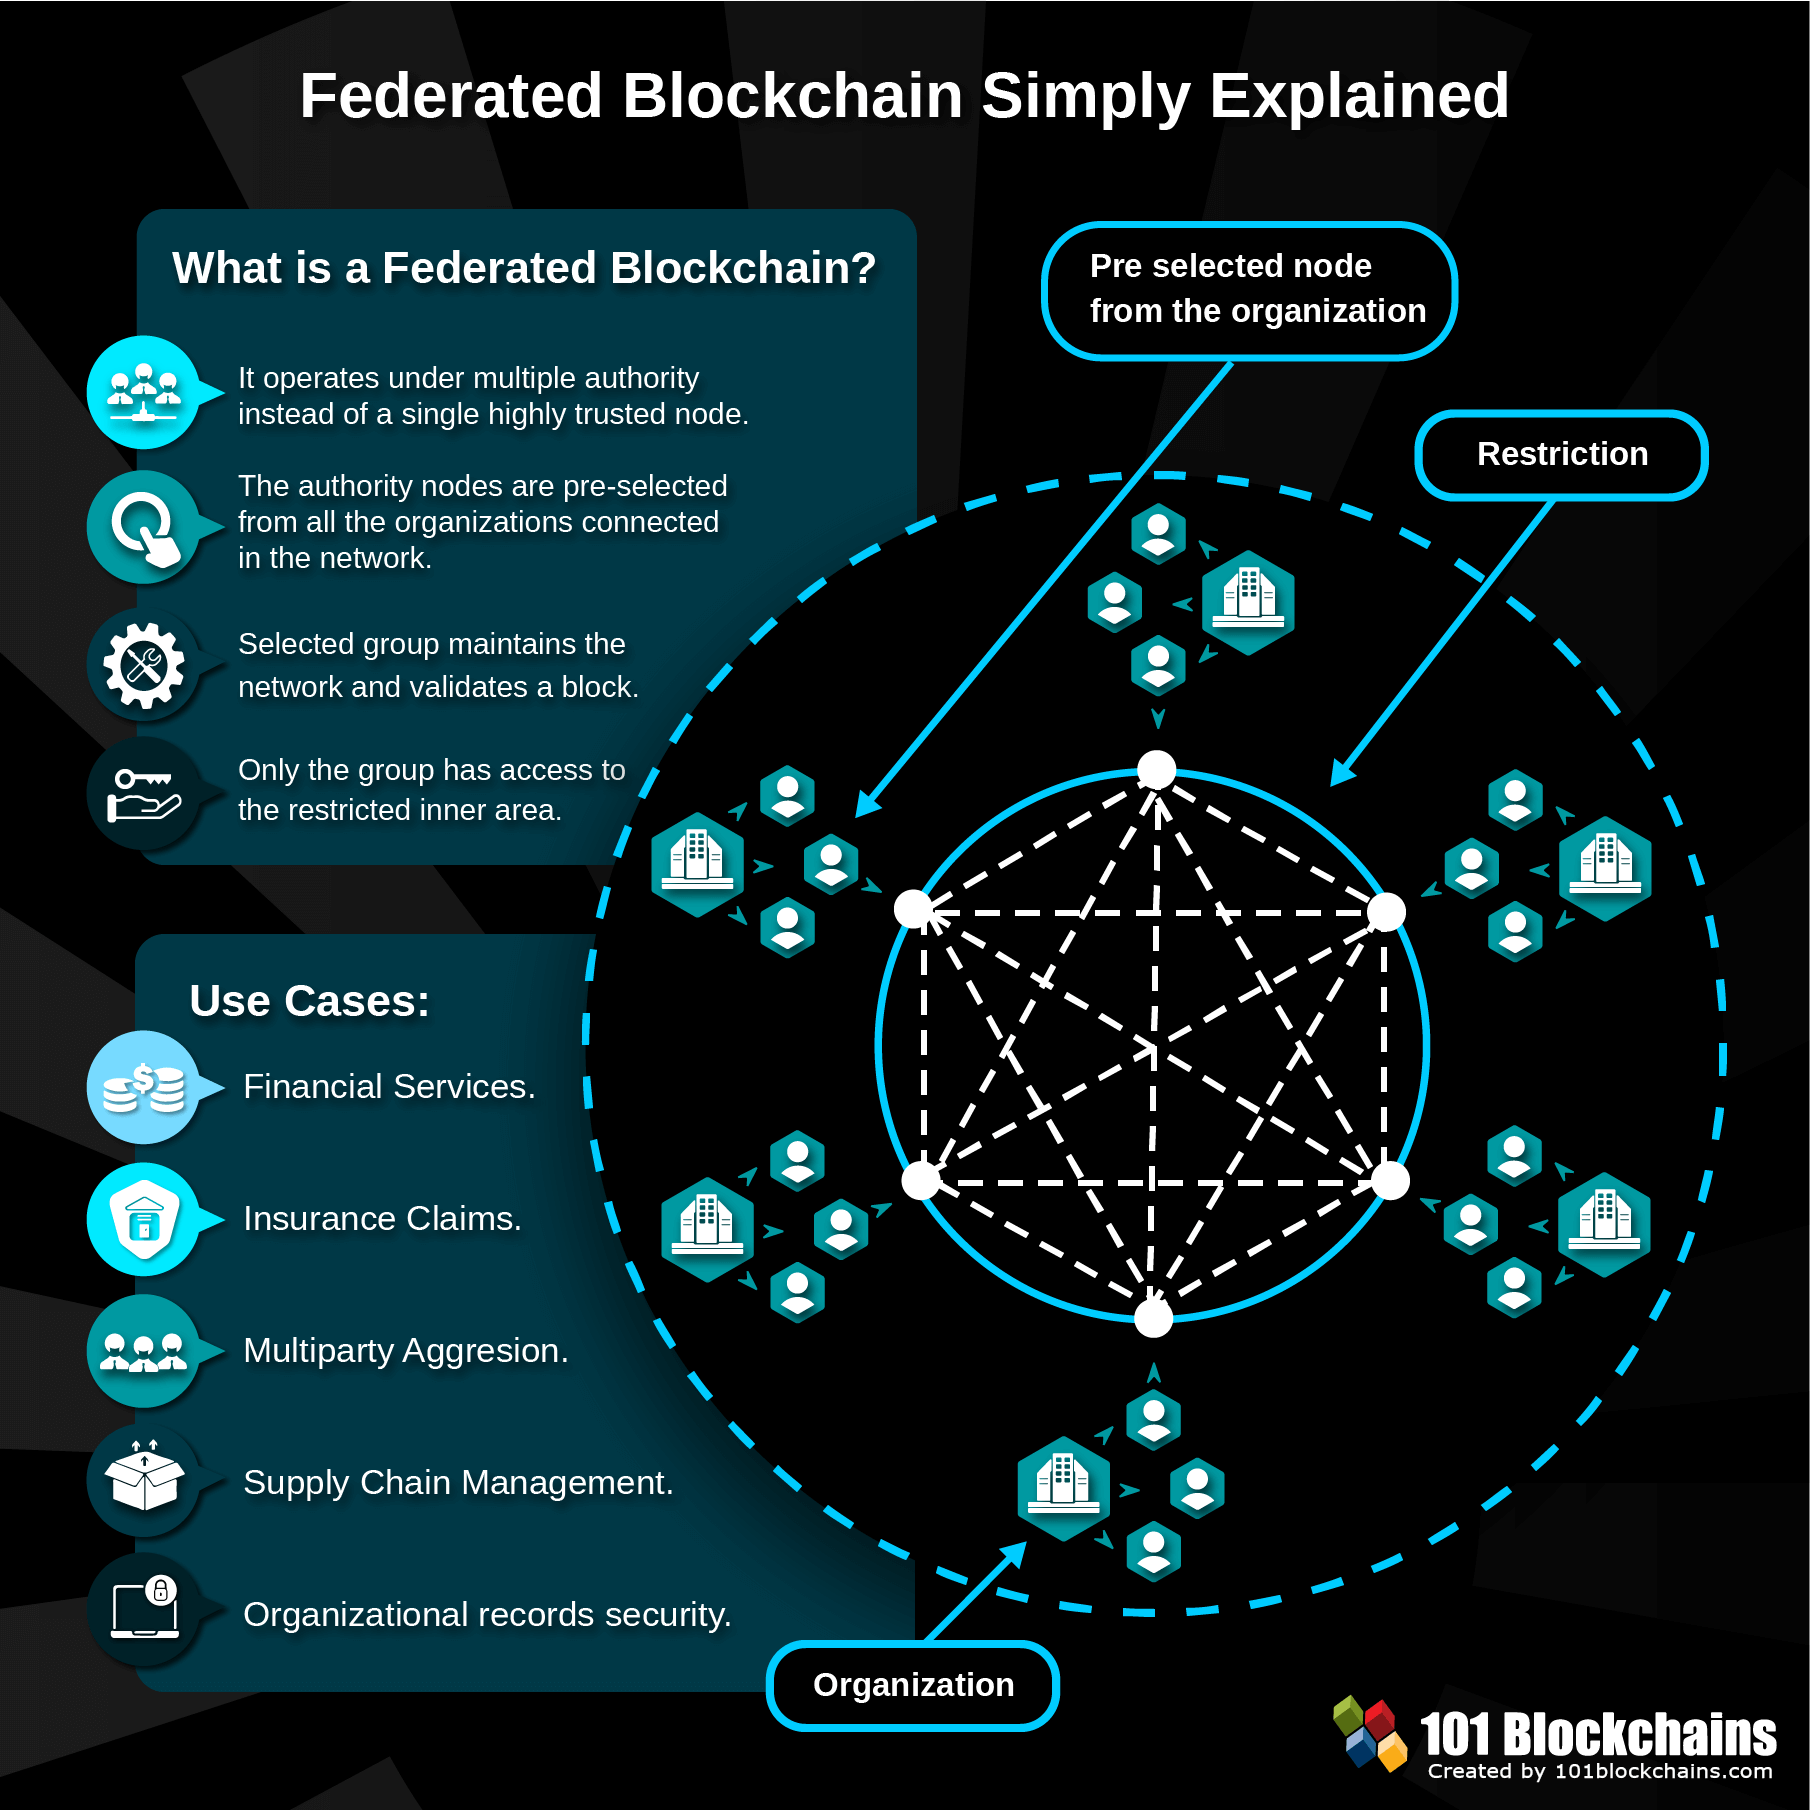 Federated Blockchain Simply Explained
What is a Federated Blockchain?
It operates under multiple authority
instead of a single highly trusted node.
The authority nodes are pre-selected
from all the organizations connected
in the network.
Selected group maintains the
network and validates a block.
Only the group has access to
the restricted inner area.
Use Cases:
Financial Services.
Insurance Claims.
Multiparty Aggresion.
Supply Chain Management.
Organizational records security.
Pre selected node
from the organization
Restriction
Organization
101 Blockchains
Created by 101blockchains.com